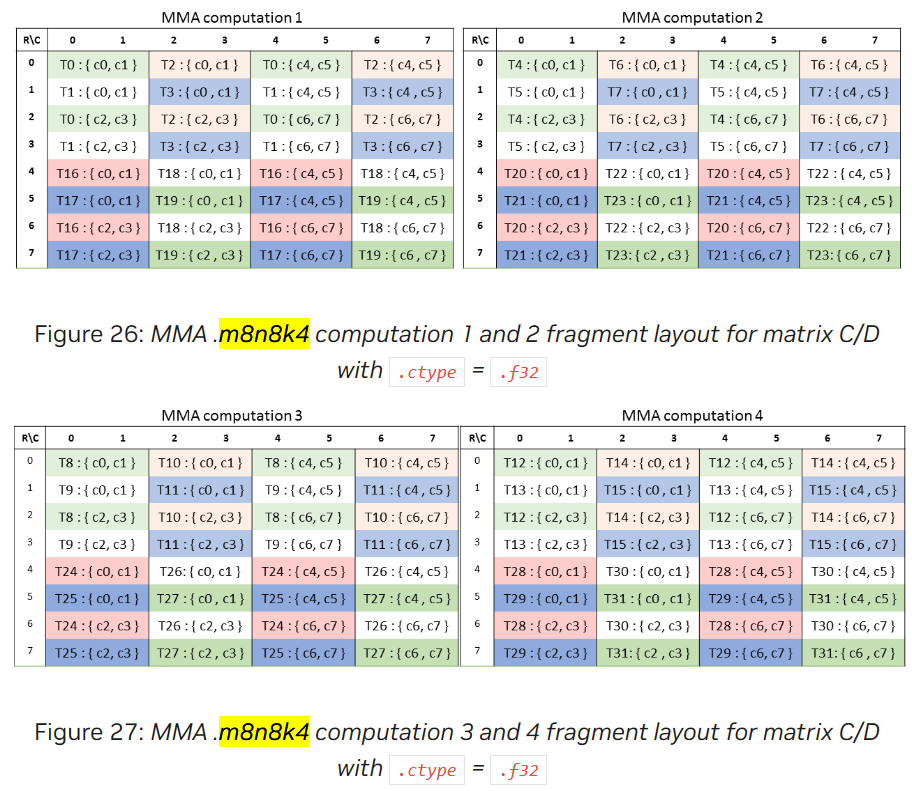 MMA computation 1
R\C 0 1 2 3 4 5 6 7
0 T0 :{ c0, c1 } T2 :{ c0, c1 } T0 :{ c4, c5 } T2 :{ c4, c5 }
1 T1 :{ c0, c1 } T3 :{ c0 , c1 } T1 :{ c4, c5 } T3 :{ c4 , c5 }
2 T0 :{ c2, c3 } T2 :{ c2, c3 } T0 :{ c6, c7 } T2 :{ c6, c7 }
3 T1 :{ c2, c3 } T3 :{ c2 , c3 } T1 :{ c6, c7 } T3 :{ c6 , c7 }
4 T16 :{ c0, c1 } T18 :{ c0, c1 } T16 :{ c4, c5 } T18 :{ c4, c5 }
5 T17 :{ c0, c1 } T19 :{ c0 , c1 } T17 :{ c4, c5 } T19 :{ c4 , c5 }
6 T16 :{ c2, c3 } T18 :{ c2, c3 } T16 :{ c6, c7 } T18 :{ c6, c7 }
7 T17 :{ c2, c3 } T19 :{ c2 , c3 } T17 :{ c6, c7 } T19 :{ c6 , c7 }
MMA computation 2
R\C 0 1 2 3 4 5 6 7
0 T4 :{ c0, c1 } T6 :{ c0, c1 } T4 :{ c4, c5 } T6 :{ c4, c5 }
1 T5 :{ c0, c1 } T7 :{ c0 , c1 } T5 :{ c4, c5 } T7 :{ c4 , c5 }
2 T4 :{ c2, c3 } T6 :{ c2, c3 } T4 :{ c6, c7 } T6 :{ c6, c7 }
3 T5 :{ c2, c3 } T7 :{ c2 , c3 } T5 :{ c6, c7 } T7 :{ c6 , c7 }
4 T20 :{ c0, c1 } T22 :{ c0, c1 } T20 :{ c4, c5 } T22 :{ c4, c5 }
5 T21 :{ c0, c1 } T23 :{ c0 , c1 } T21 :{ c4, c5 } T23 :{ c4 , c5 }
6 T20 :{ c2, c3 } T22 :{ c2, c3 } T20 :{ c6, c7 } T22 :{ c6, c7 }
7 T21 :{ c2, c3 } T23:{ c2 , c3 } T21 :{ c6, c7 } T23:{ c6 , c7 }
Figure 26: MMA .m8n8k4 computation 1 and 2 fragment layout for matrix C/D
with .ctype = .f32
MMA computation 3
R\C 0 1 2 3 4 5 6 7
0 T8 :{ c0, c1 } T10 :{ c0, c1 } T8 :{ c4, c5 } T10 :{ c4, c5 }
1 T9 :{ c0, c1 } T11 :{ c0 , c1 } T9 :{ c4, c5 } T11 :{ c4 , c5 }
2 T8 :{ c2, c3 } T10 :{ c2, c3 } T8 :{ c6, c7 } T10 :{ c6, c7 }
3 T9 :{ c2, c3 } T11 :{ c2 , c3 } T9 :{ c6, c7 } T11 :{ c6 , c7 }
4 T24 :{ c0, c1 } T26 :{ c0, c1 } T24 :{ c4, c5 } T26 :{ c4, c5 }
5 T25 :{ c0, c1 } T27 :{ c0 , c1 } T25 :{ c4, c5 } T27 :{ c4 , c5 }
6 T24 :{ c2, c3 } T26 :{ c2, c3 } T24 :{ c6, c7 } T26 :{ c6, c7 }
7 T25 :{ c2, c3 } T27 :{ c2 , c3 } T25 :{ c6, c7 } T27 :{ c6 , c7 }
MMA computation 4
R\C 0 1 2 3 4 5 6 7
0 T12 :{ c0, c1 } T14 :{ c0, c1 } T12 :{ c4, c5 } T14 :{ c4, c5 }
1 T13 :{ c0, c1 } T15 :{ c0 , c1 } T13 :{ c4, c5 } T15 :{ c4 , c5 }
2 T12 :{ c2, c3 } T14 :{ c2, c3 } T12 :{ c6, c7 } T14 :{ c6, c7 }
3 T13 :{ c2, c3 } T15 :{ c2 , c3 } T13 :{ c6, c7 } T15 :{ c6 , c7 }
4 T28 :{ c0, c1 } T30 :{ c0, c1 } T28 :{ c4, c5 } T30 :{ c4, c5 }
5 T29 :{ c0, c1 } T31 :{ c0 , c1 } T29 :{ c4, c5 } T31 :{ c4 , c5 }
6 T28 :{ c2, c3 } T30 :{ c2, c3 } T28 :{ c6, c7 } T30 :{ c6, c7 }
7 T29 :{ c2, c3 } T31: { c2 , c3 } T29 :{ c6, c7 } T31: { c6 , c7 }
Figure 27: MMA .m8n8k4 computation 3 and 4 fragment layout for matrix C/D
with .ctype = .f32